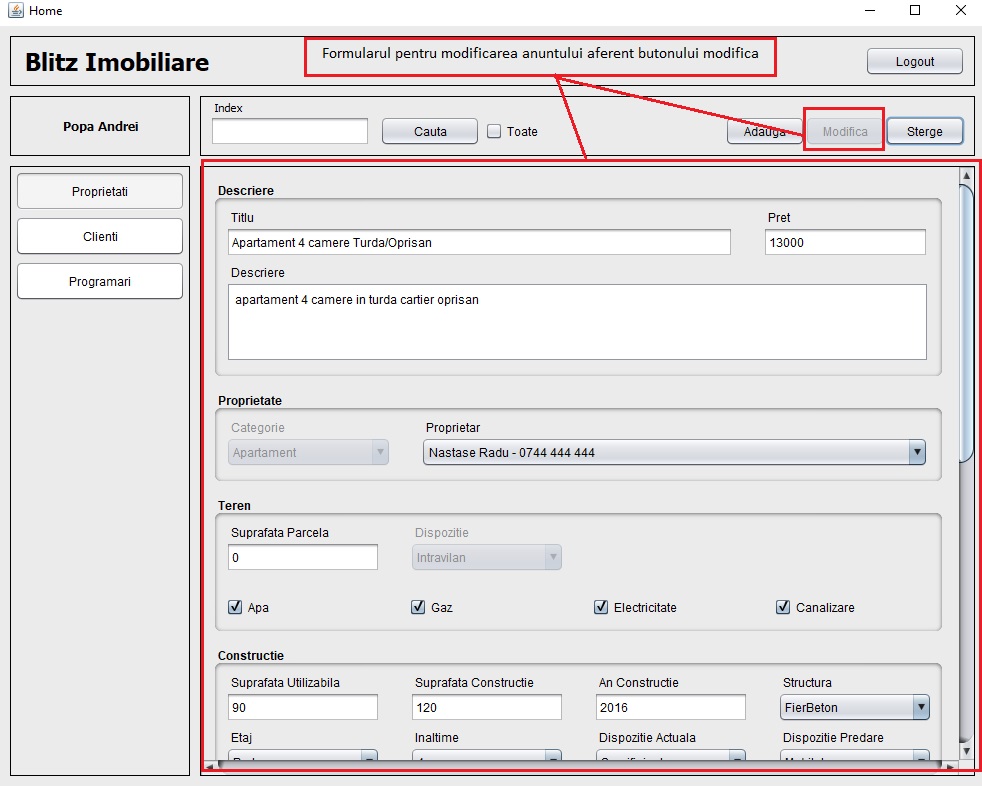 Home
Blitz Imobiliare
Formularul pentru modificarea anuntului aferent butonului modifica
Logout
Popa Andrei
Index
Cauta
Toate
Adauga
Modifica
Sterge
Proprietati
Clienti
Programari
Descriere
Titlu
Pret
Apartament 4 camere Turda/Oprisan
13000
Descriere
apartament 4 camere in turda cartier oprisan
Proprietate
Categorie
Proprietar
Apartament
Nastase Radu - 0744 444 444
Teren
Suprafata Parcela
Dispozitie
0
Intravilan
Apa
Gaz
Electricitate
Canalizare
Constructie
Suprafata Utilizabila
Suprafata Constructie
An Constructie
Structura
90
120
2016
FierBeton
Etaj
Inaltime
Dispozitie Actuala
Dispozitie Predare